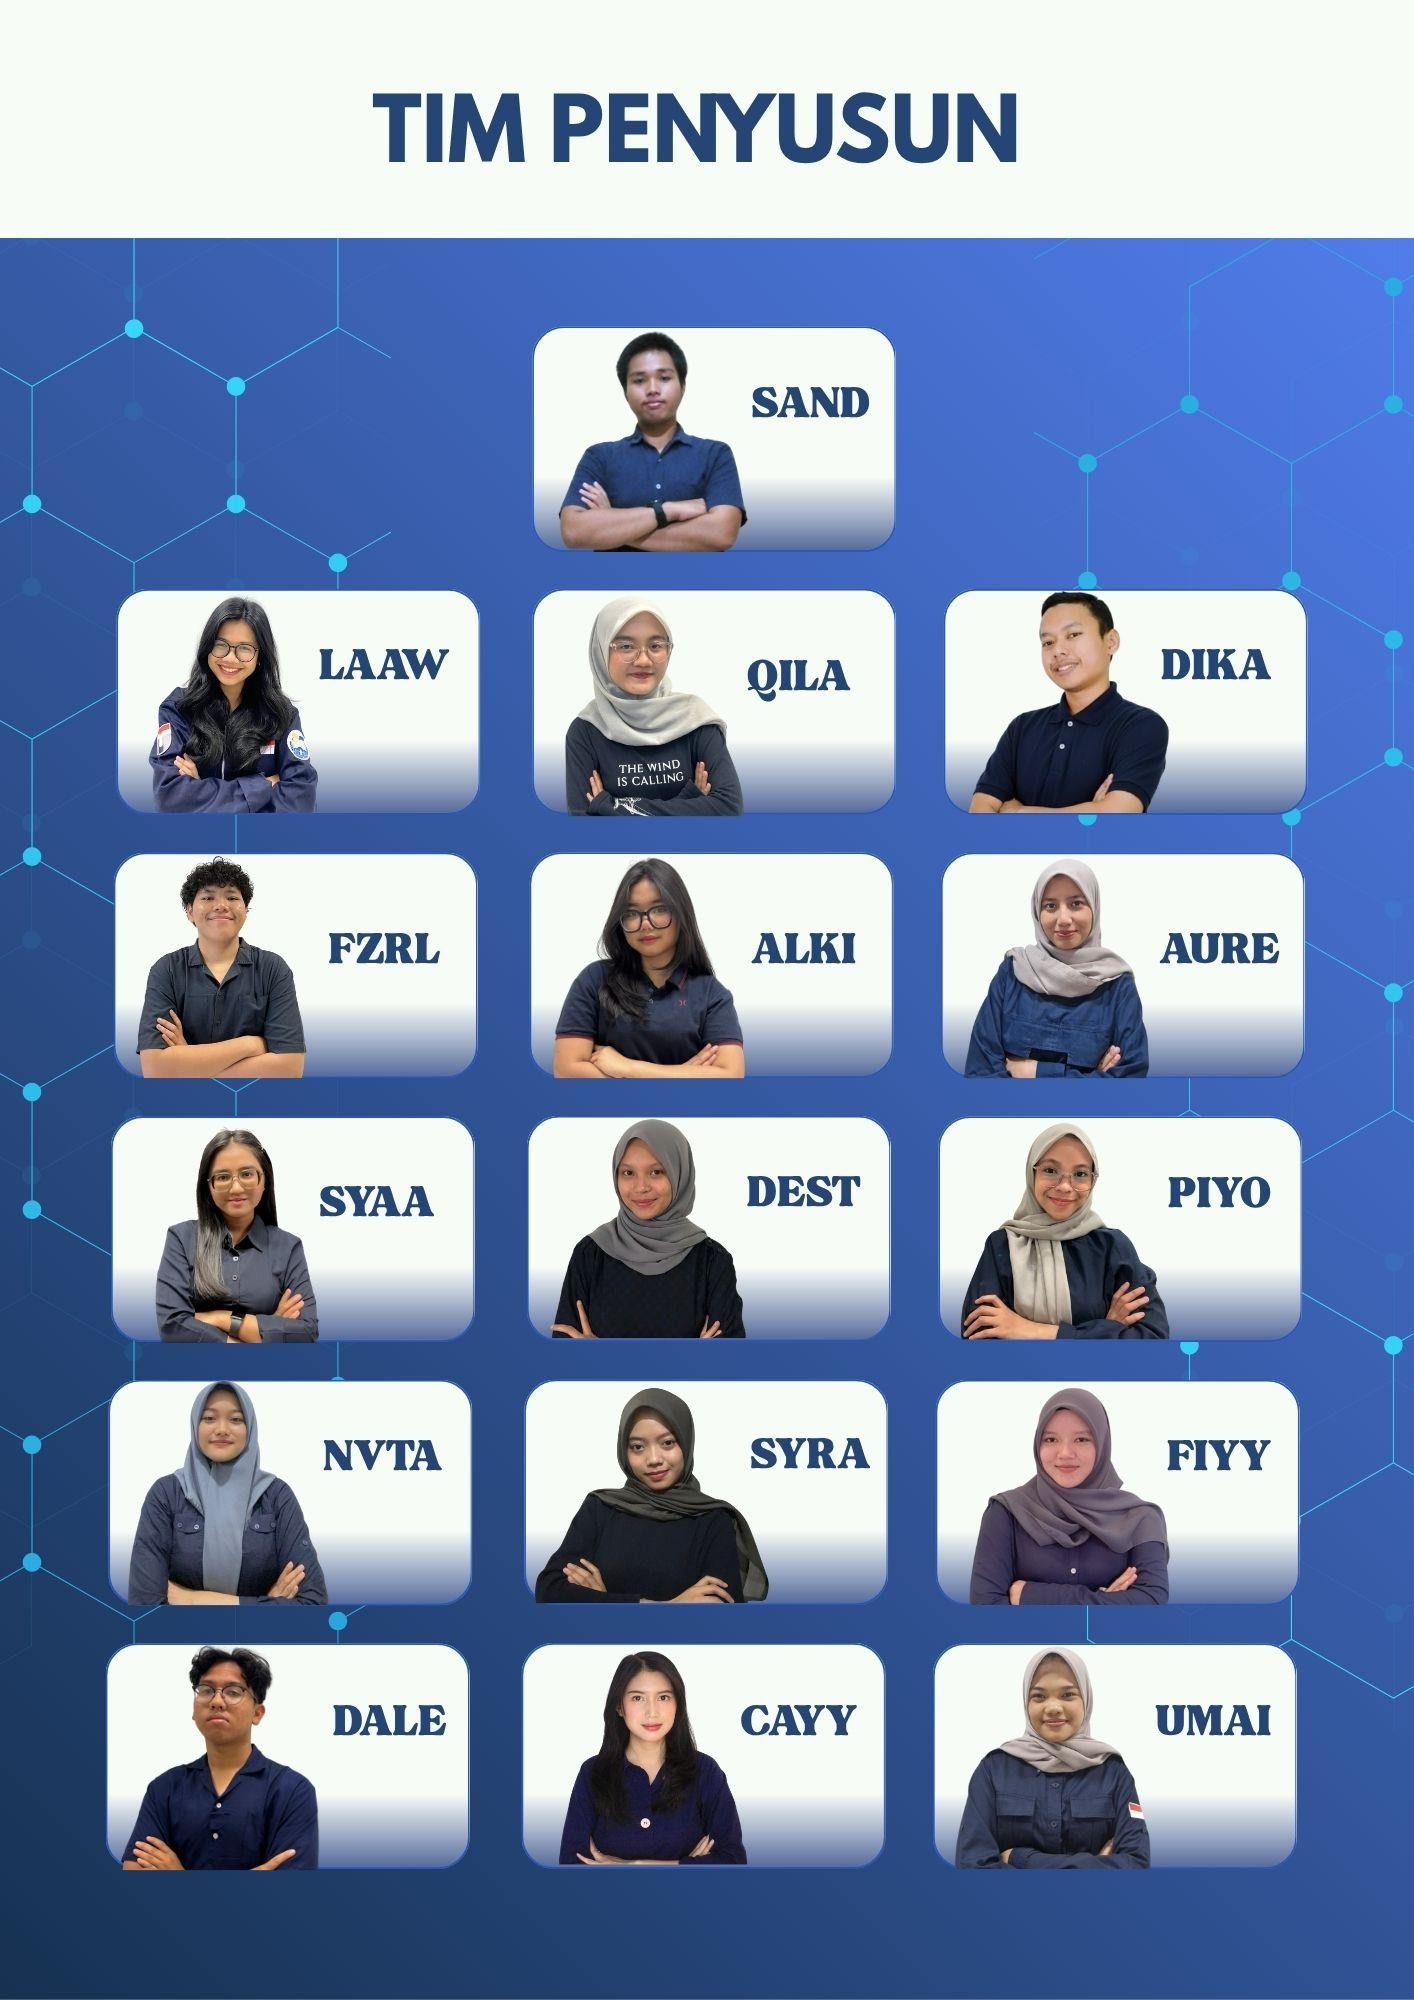 TIM PENYUSUN
SAND
LAAW
QILA
DIKA
THE WIND
IS CALLING
FZRL
ALKI
AURE
SYAA
DEST
PIYO
NVTA
SYRA
FIYY
DALE
CAYY
UMAI